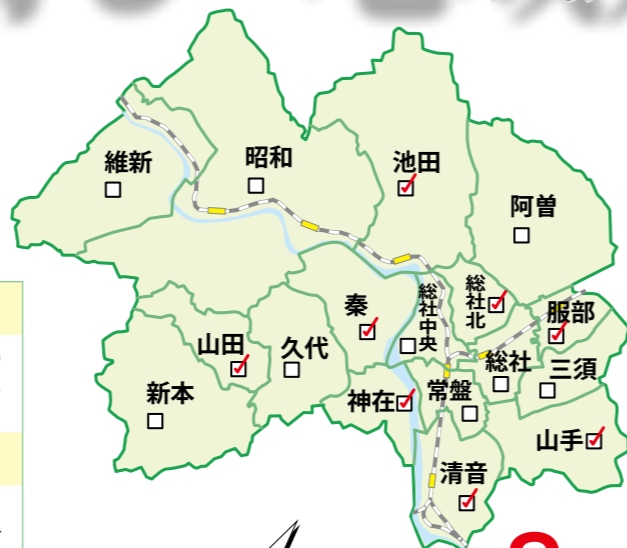 維新
昭和
池田
阿曽
秦
総社中央
総社北
服部
山田
久代
総社
三須
新本
神在
常盤
山手
清音